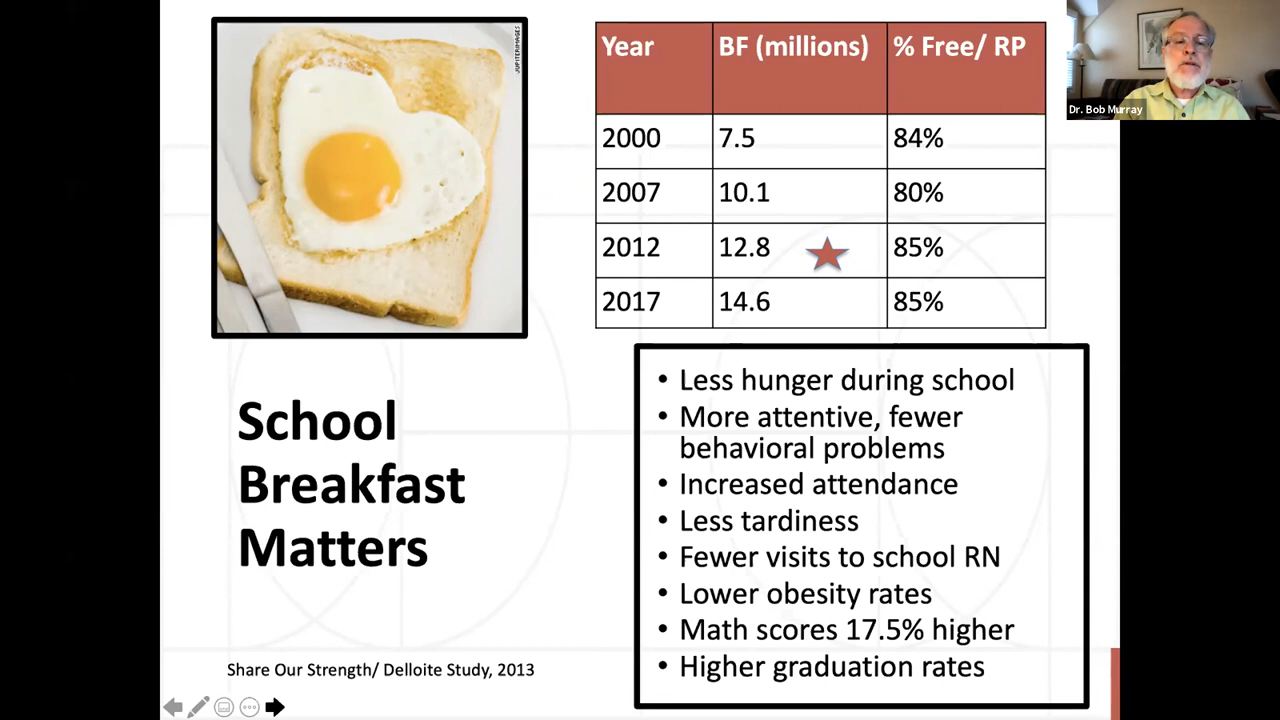 JUPITERIMAGES
Year BF (millions) % Free/ RP
2000 7.5 84%
2007 10.1 80%
2012 12.8 85%
2017 14.6 85%
Dr. Bob Murray
School
Breakfast
Matters
• Less hunger during school
• More attentive, fewer
behavioral problems
• Increased attendance
• Less tardiness
• Fewer visits to school RN
• Lower obesity rates
• Math scores 17.5% higher
• Higher graduation rates
Share Our Strength/ Delloite Study, 2013